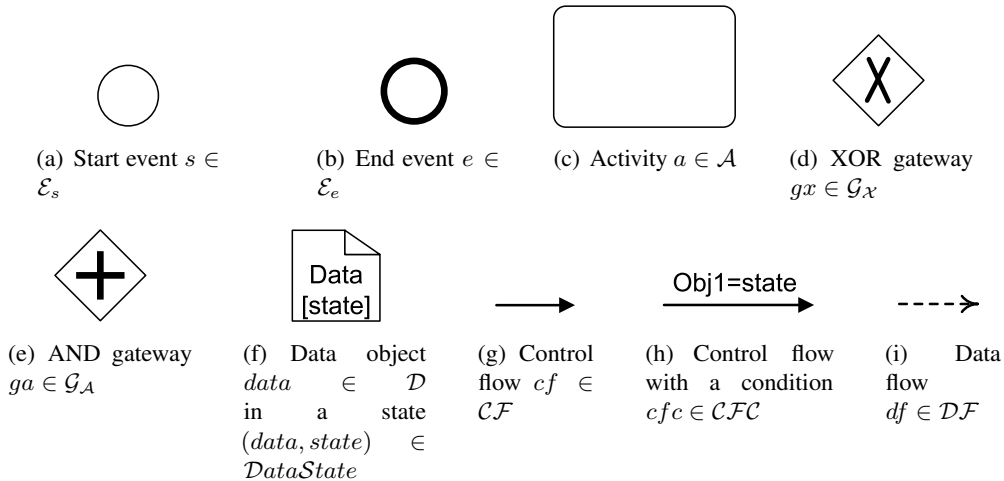 (a) Start event s ∈
ℰₛ
(b) End event e ∈
ℰₑ
(c) Activity a ∈ 𝒜
X
(d) XOR gateway
gx ∈ 𝒢_𝒳
(e) AND gateway
ga ∈ 𝒢_𝒜
Data
[state]
(f) Data object
data ∈ 𝒟
in a state
(data, state) ∈
𝒟ata𝒮tate
(g) Control
flow cf ∈
𝒞ℱ
Obj1=state
(h) Control flow
with a condition
cfc ∈ 𝒞ℱ𝒞
(i) Data
flow
df ∈ 𝒟ℱ